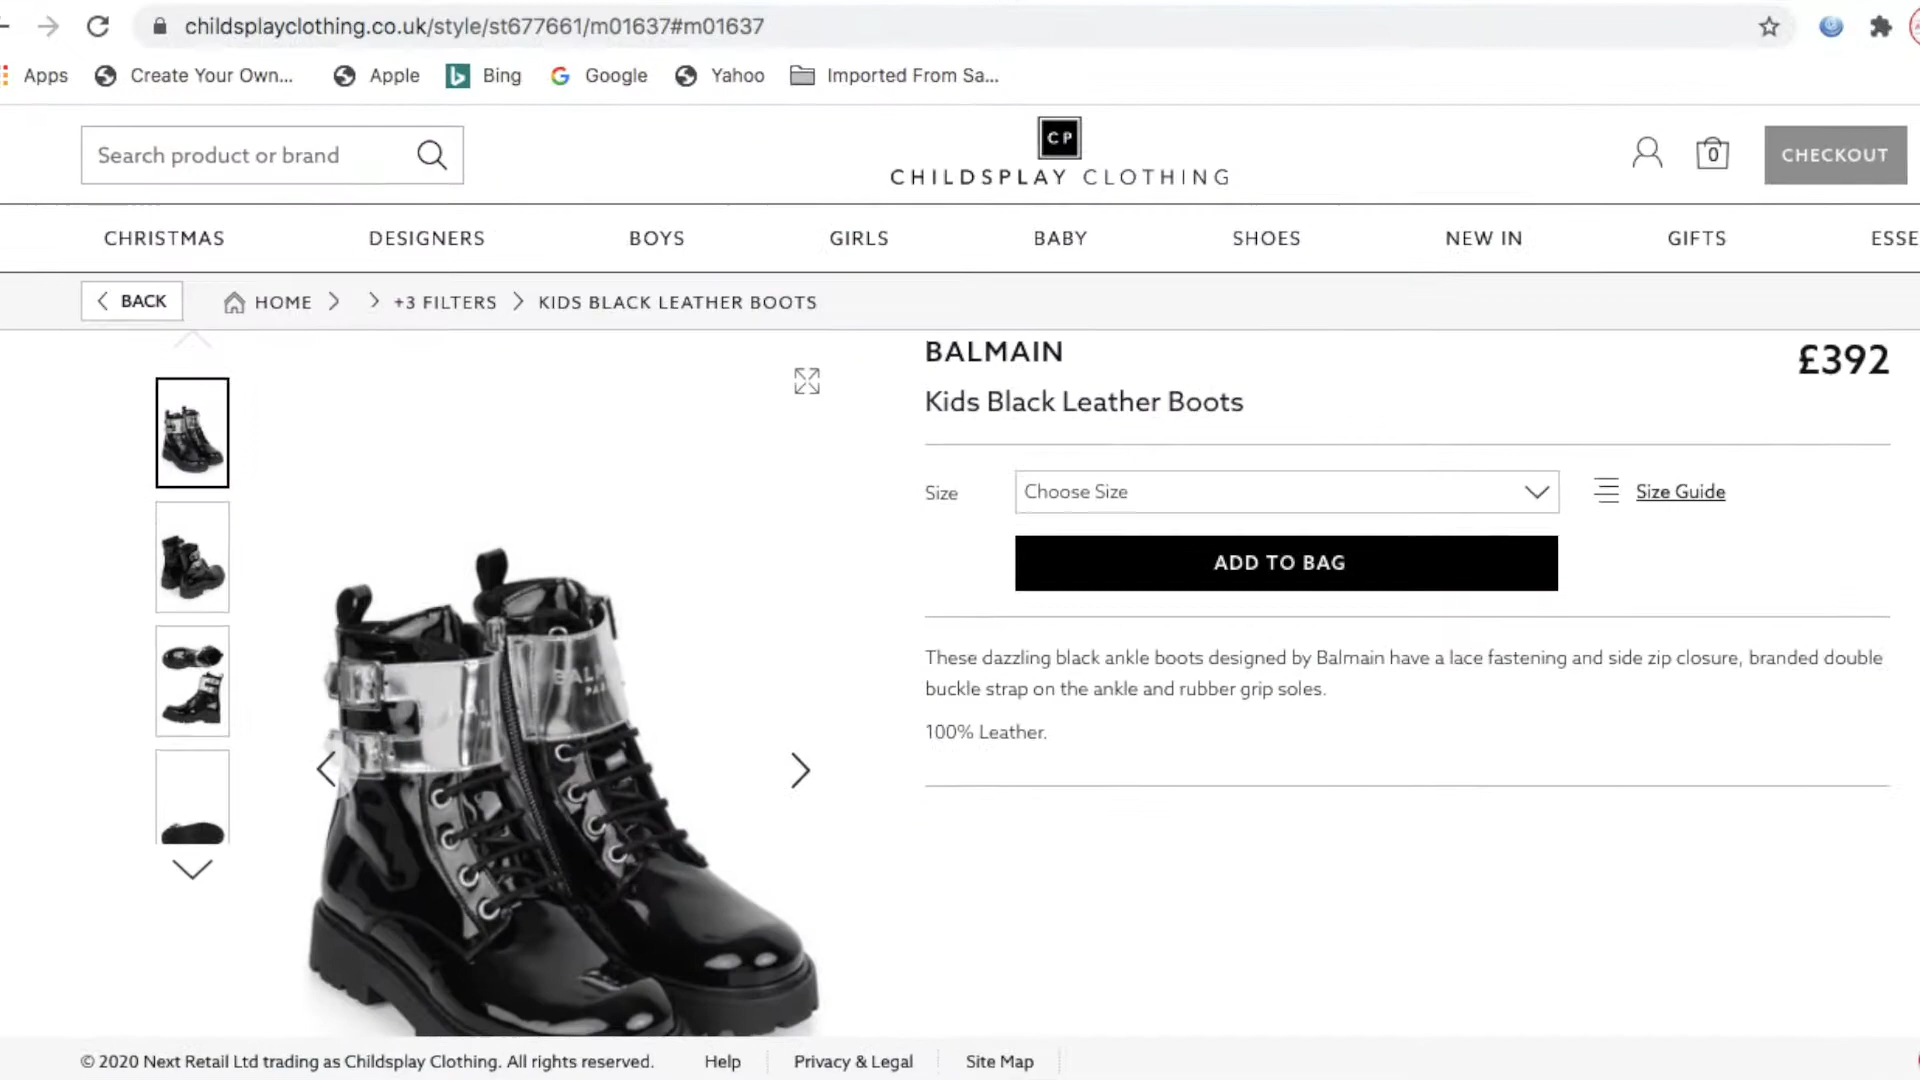 childsplayclothing.co.uk/style/st677661/m01637#m01637
Apps Create Your Own... Apple Bing Google Yahoo Imported From Sa...
Search product or brand
CP
CHILDSPLAY CLOTHING
0
CHECKOUT
CHRISTMAS DESIGNERS BOYS GIRLS BABY SHOES NEW IN GIFTS ESSE
BACK HOME +3 FILTERS KIDS BLACK LEATHER BOOTS
BALMAIN
£392
Kids Black Leather Boots
Size Choose Size Size Guide
ADD TO BAG
These dazzling black ankle boots designed by Balmain have a lace fastening and side zip closure, branded double
buckle strap on the ankle and rubber grip soles.
100% Leather.
© 2020 Next Retail Ltd trading as Childsplay Clothing. All rights reserved. Help Privacy & Legal Site Map